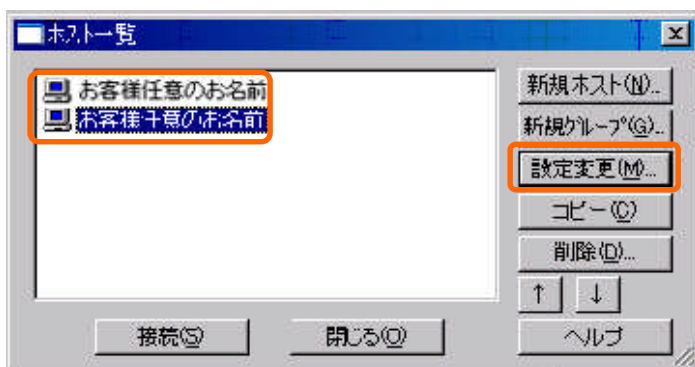 ホスト一覧
お客様任意のお名前
お客様任意のお名前
新規ホスト(N)...
新規グループ(G)...
設定変更(M)...
コピー(C)
削除(D)...
↑ ↓
接続(S) 閉じる(O) ヘルプ